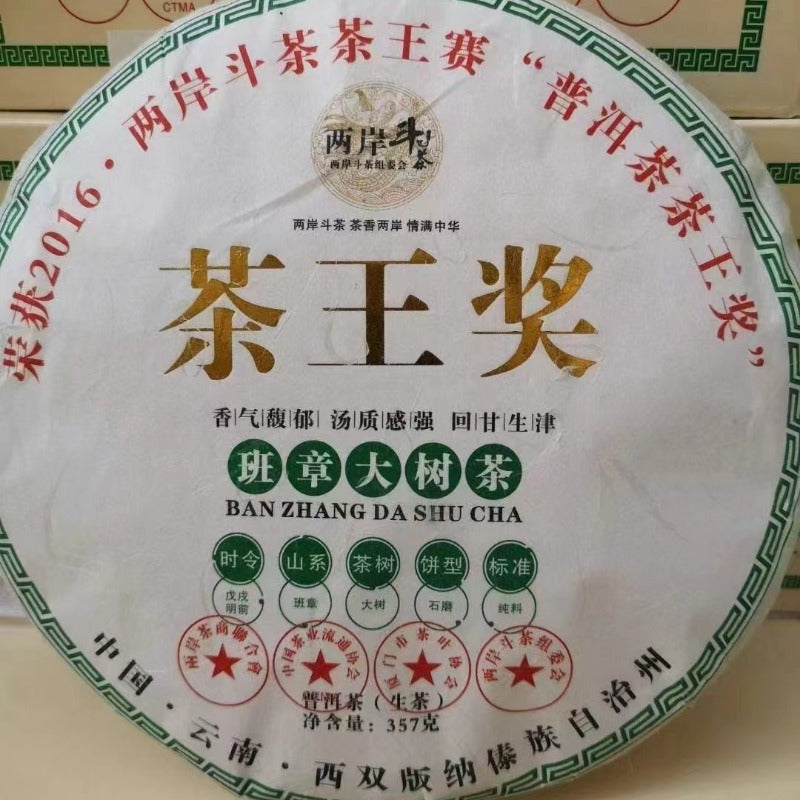 CTMA
荣获2016·两岸斗茶茶王赛“普洱茶茶王奖”
两岸斗茶
两岸斗茶组委会
两岸斗茶 茶香两岸 情满中华
茶王奖
香气馥郁 汤质感强 回甘生津
班章大树茶
BAN ZHANG DA SHU CHA
时令 山系 茶树 饼型 标准
戊戌明前 班章 大树 石磨 纯料
两岸茶商聯合會 中国茶业流通协会 厦门市茶叶协会 两岸斗茶组委会
普洱茶（生茶）
净含量：357克
中国·云南·西双版纳傣族自治州